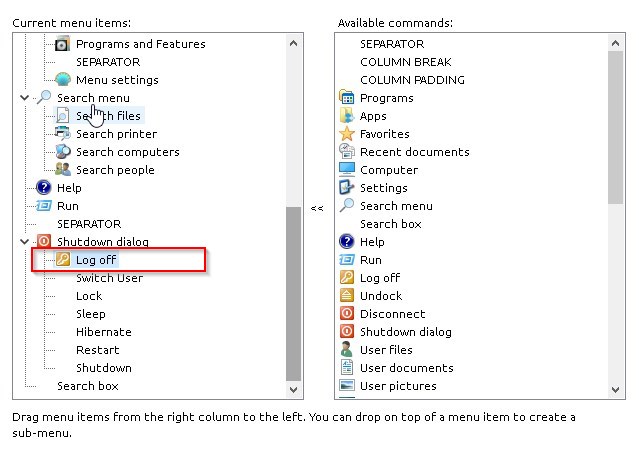 Current menu items:
Programs and Features
SEPARATOR
Menu settings
Search menu
Search files
Search printer
Search computers
Search people
Help
Run
SEPARATOR
Shutdown dialog
Log off
Switch User
Lock
Sleep
Hibernate
Restart
Shutdown
Search box
<<
Available commands:
SEPARATOR
COLUMN BREAK
COLUMN PADDING
Programs
Apps
Favorites
Recent documents
Computer
Settings
Search menu
Search box
Help
Run
Log off
Undock
Disconnect
Shutdown dialog
User files
User documents
User pictures
Drag menu items from the right column to the left. You can drop on top of a menu item to create a
sub-menu.